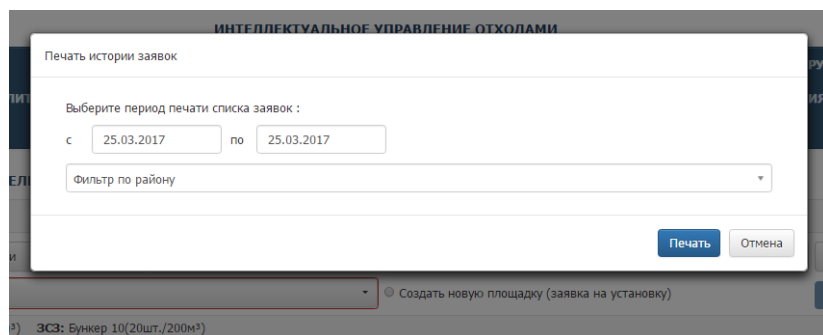 ИНТЕЛЛЕКТУАЛЬНОЕ УПРАВЛЕНИЕ ОТХОДАМИ
Печать истории заявок
Выберите период печати списка заявок :
с 25.03.2017 по 25.03.2017
Фильтр по району
Печать Отмена
Создать новую площадку (заявка на установку)
³) ЗСЗ: Бункер 10(20шт./200м³)